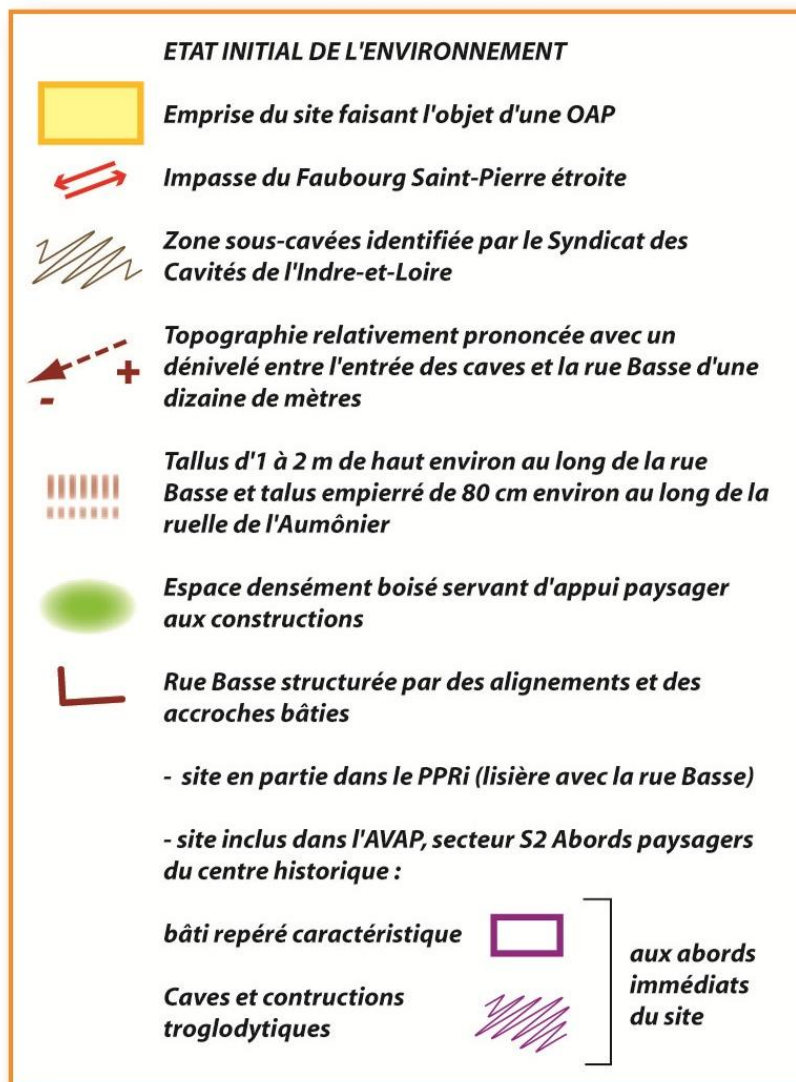 ETAT INITIAL DE L'ENVIRONNEMENT
Emprise du site faisant l'objet d'une OAP
Impasse du Faubourg Saint-Pierre étroite
Zone sous-cavées identifiée par le Syndicat des
Cavités de l'Indre-et-Loire
Topographie relativement prononcée avec un
dénivelé entre l'entrée des caves et la rue Basse d'une
dizaine de mètres
+
-
Tallus d'1 à 2 m de haut environ au long de la rue
Basse et talus empierré de 80 cm environ au long de la
ruelle de l'Aumônier
Espace densément boisé servant d'appui paysager
aux constructions
Rue Basse structurée par des alignements et des
accroches bâties
- site en partie dans le PPRi (lisière avec la rue Basse)
- site inclus dans l'AVAP, secteur S2 Abords paysagers
du centre historique :
bâti repéré caractéristique
Caves et contructions
troglodytiques
aux abords
immédiats
du site